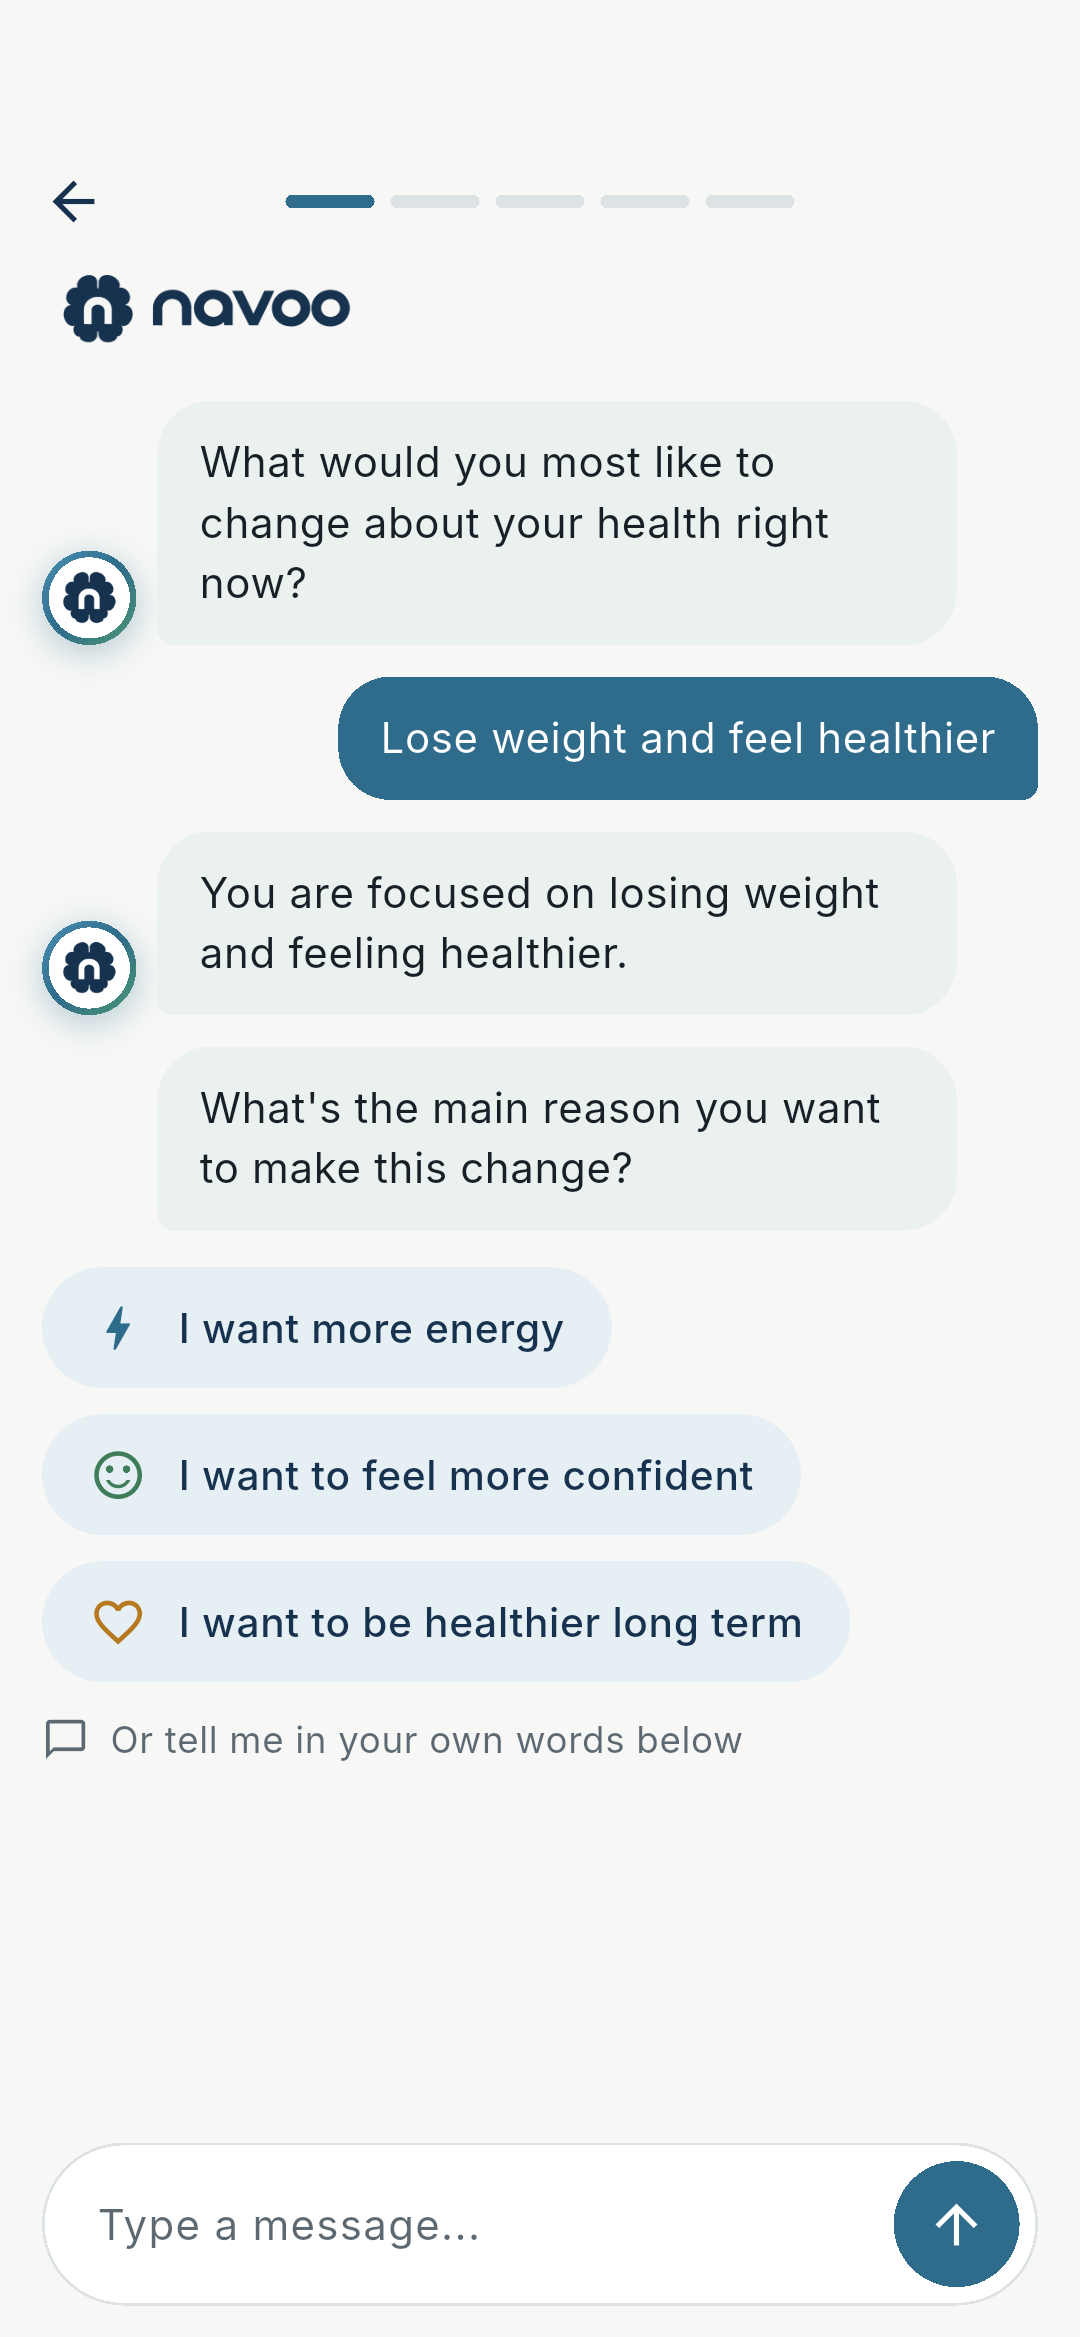 navoo
What would you most like to
change about your health right
now?
Lose weight and feel healthier
You are focused on losing weight
and feeling healthier.
What's the main reason you want
to make this change?
I want more energy
I want to feel more confident
I want to be healthier long term
Or tell me in your own words below
Type a message...